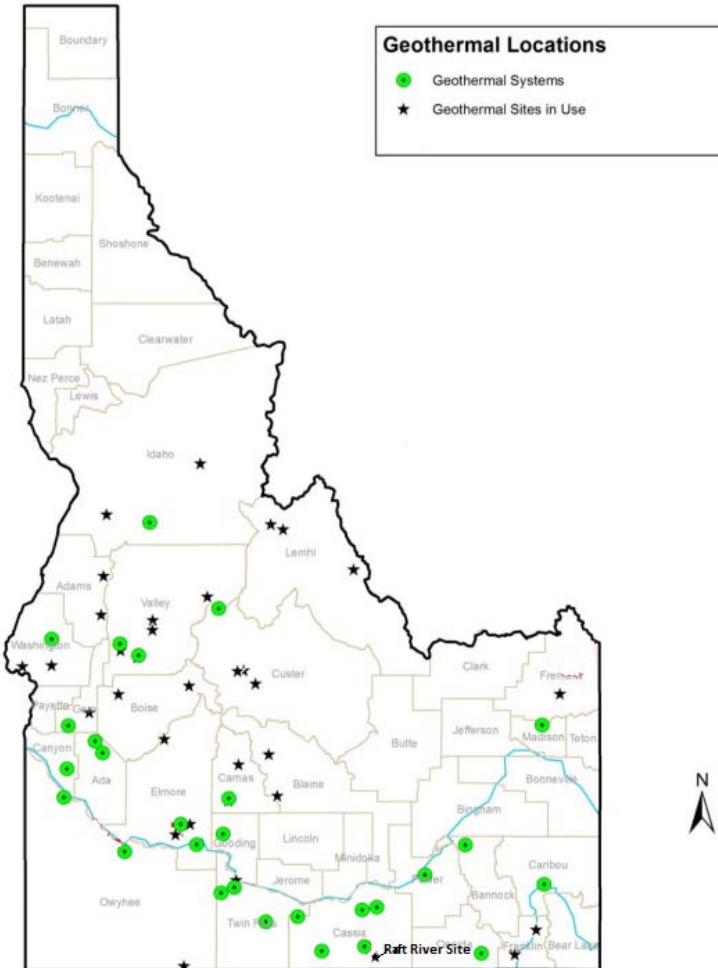 Geothermal Locations
Geothermal Systems
Geothermal Sites in Use
Boundary
Bonner
Kootenai
Shoshone
Benewah
Latah
Clearwater
Nez Perce
Lewis
Idaho
Lemhi
Adams
Valley
Washington
Custer
Clark
Fremont
Payette
Gem
Boise
Butte
Jefferson
Madison
Teton
Canyon
Ada
Bonneville
Elmore
Camas
Blaine
Bingham
Gooding
Lincoln
Minidoka
Jerome
Power
Caribou
Bannock
Owyhee
Twin Falls
Cassia
Raft River Site
Oneida
Franklin
Bear Lake
N